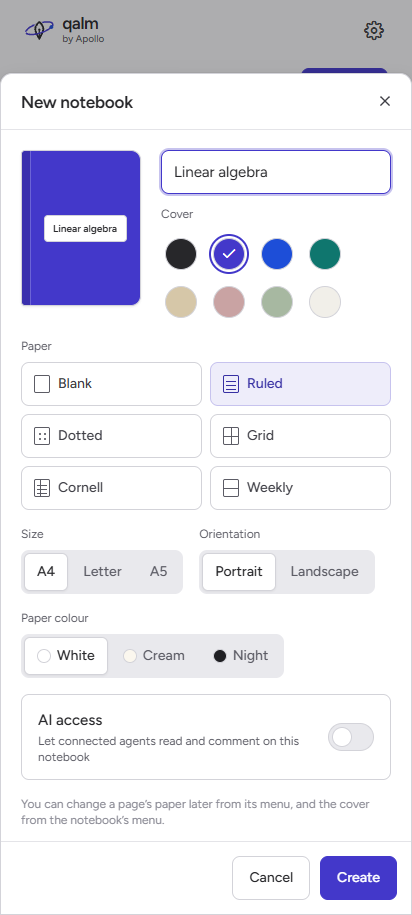 qalm
by Apollo
New notebook
Linear algebra
Linear algebra
Cover
Paper
Blank
Ruled
Dotted
Grid
Cornell
Weekly
Size
Orientation
A4 Letter A5
Portrait Landscape
Paper colour
White Cream Night
AI access
Let connected agents read and comment on this
notebook
You can change a page's paper later from its menu, and the cover
from the notebook's menu.
Cancel
Create